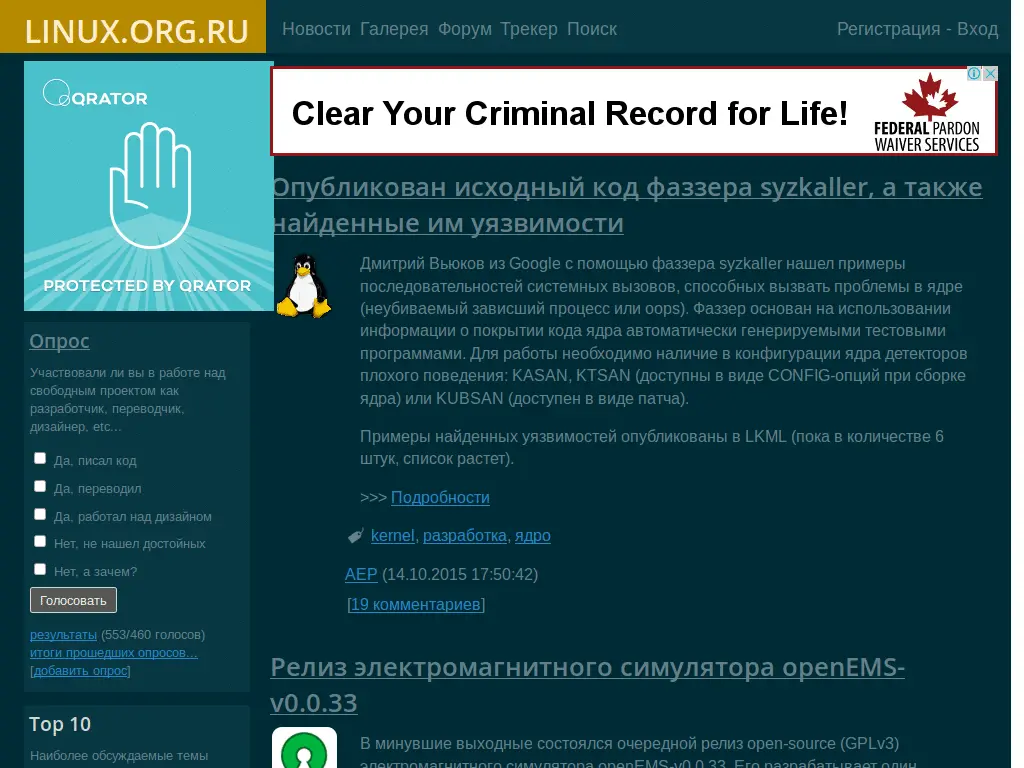 LINUX.ORG.RU
Новости Галерея Форум Трекер Поиск
Регистрация - Вход
QRATOR
PROTECTED BY QRATOR
Опрос
Участвовали ли вы в работе над
свободным проектом как
разработчик, переводчик,
дизайнер, etc...
Да, писал код
Да, переводил
Да, работал над дизайном
Нет, не нашел достойных
Нет, а зачем?
Голосовать
результаты (553/460 голосов)
итоги прошедших опросов...
[добавить опрос]
Top 10
Наиболее обсуждаемые темы
Clear Your Criminal Record for Life!
FEDERAL PARDON
WAIVER SERVICES
Опубликован исходный код фаззера syzkaller, а также
найденные им уязвимости
Дмитрий Вьюков из Google с помощью фаззера syzkaller нашел примеры
последовательностей системных вызовов, способных вызвать проблемы в ядре
(неубиваемый зависший процесс или oops). Фаззер основан на использовании
информации о покрытии кода ядра автоматически генерируемыми тестовыми
программами. Для работы необходимо наличие в конфигурации ядра детекторов
плохого поведения: KASAN, KTSAN (доступны в виде CONFIG-опций при сборке
ядра) или KUBSAN (доступен в виде патча).
Примеры найденных уязвимостей опубликованы в LKML (пока в количестве 6
штук, список растет).
>>> Подробности
kernel, разработка, ядро
AEP (14.10.2015 17:50:42)
[19 комментариев]
Релиз электромагнитного симулятора openEMS-
v0.0.33
В минувшие выходные состоялся очередной релиз open-source (GPLv3)
электромагнитного симулятора openEMS-v0.0.33. Его разрабатывает один